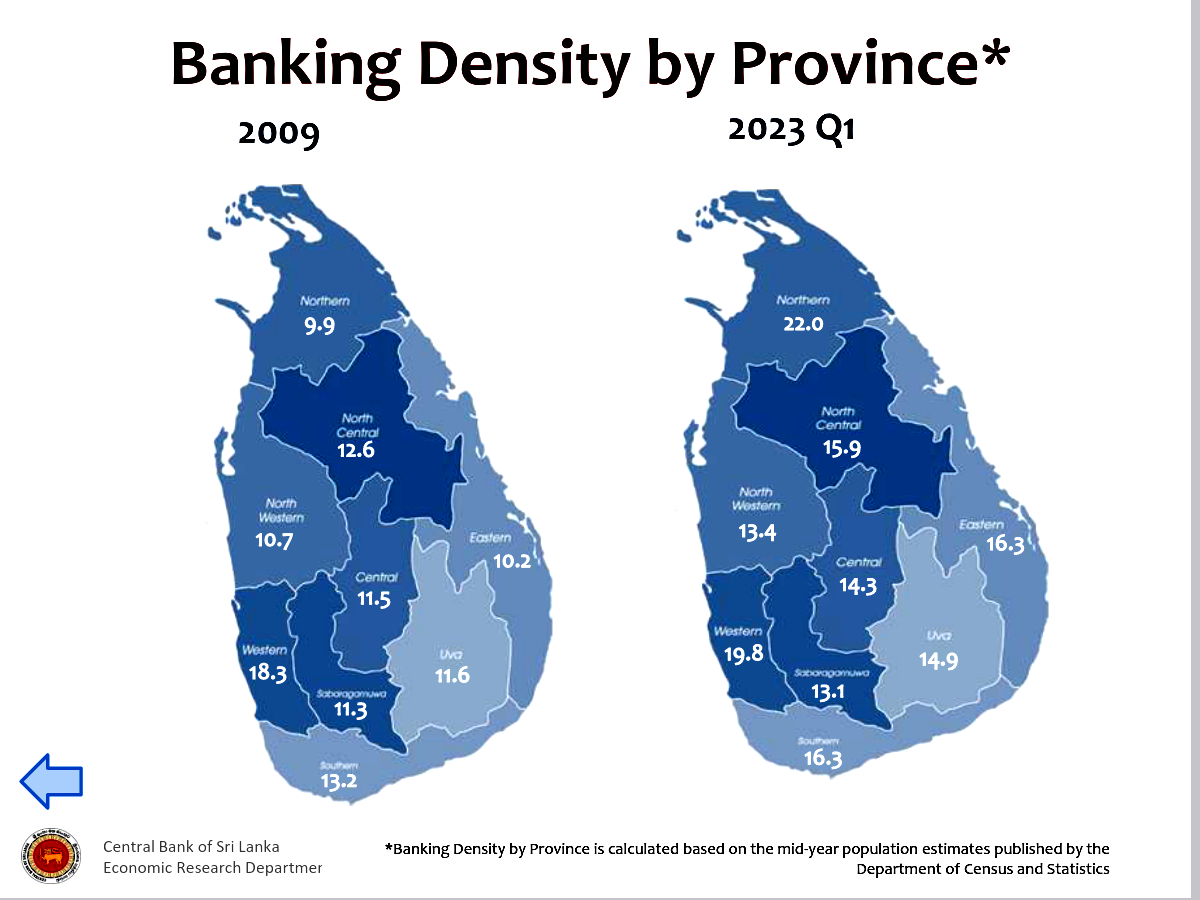 Banking Density by Province*
2009
2023 Q1
Northern
9.9
North
Central
12.6
North
Western
10.7
Eastern
10.2
Central
11.5
Western
18.3
Uva
11.6
Sabaragamuwa
11.3
Southern
13.2
Northern
22.0
North
Central
15.9
North
Western
13.4
Eastern
16.3
Central
14.3
Western
19.8
Uva
14.9
Sabaragamuwa
13.1
Southern
16.3
Central Bank of Sri Lanka
Economic Research Departmer
*Banking Density by Province is calculated based on the mid-year population estimates published by the
Department of Census and Statistics